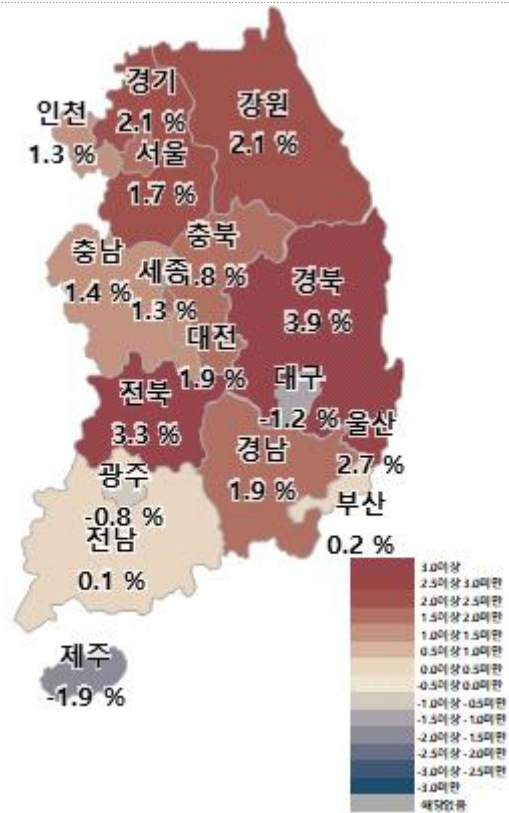 경기
2.1 %
강원
2.1 %
인천
1.3 %
서울
1.7 %
충북
1.8 %
충남
1.4 %
세종
1.3 %
경북
3.9 %
대전
1.9 %
대구
-1.2 %
전북
3.3 %
울산
2.7 %
경남
1.9 %
광주
-0.8 %
부산
0.2 %
전남
0.1 %
제주
-1.9 %
3.0이상
2.5이상 3.0미만
2.0이상 2.5미만
1.5이상 2.0미만
1.0이상 1.5미만
0.5이상 1.0미만
0.0이상 0.5미만
-0.5이상 0.0미만
-1.0이상 -0.5미만
-1.5이상 -1.0미만
-2.0이상 -1.5미만
-2.5이상 -2.0미만
-3.0이상 -2.5미만
-3.0미만
해당없음